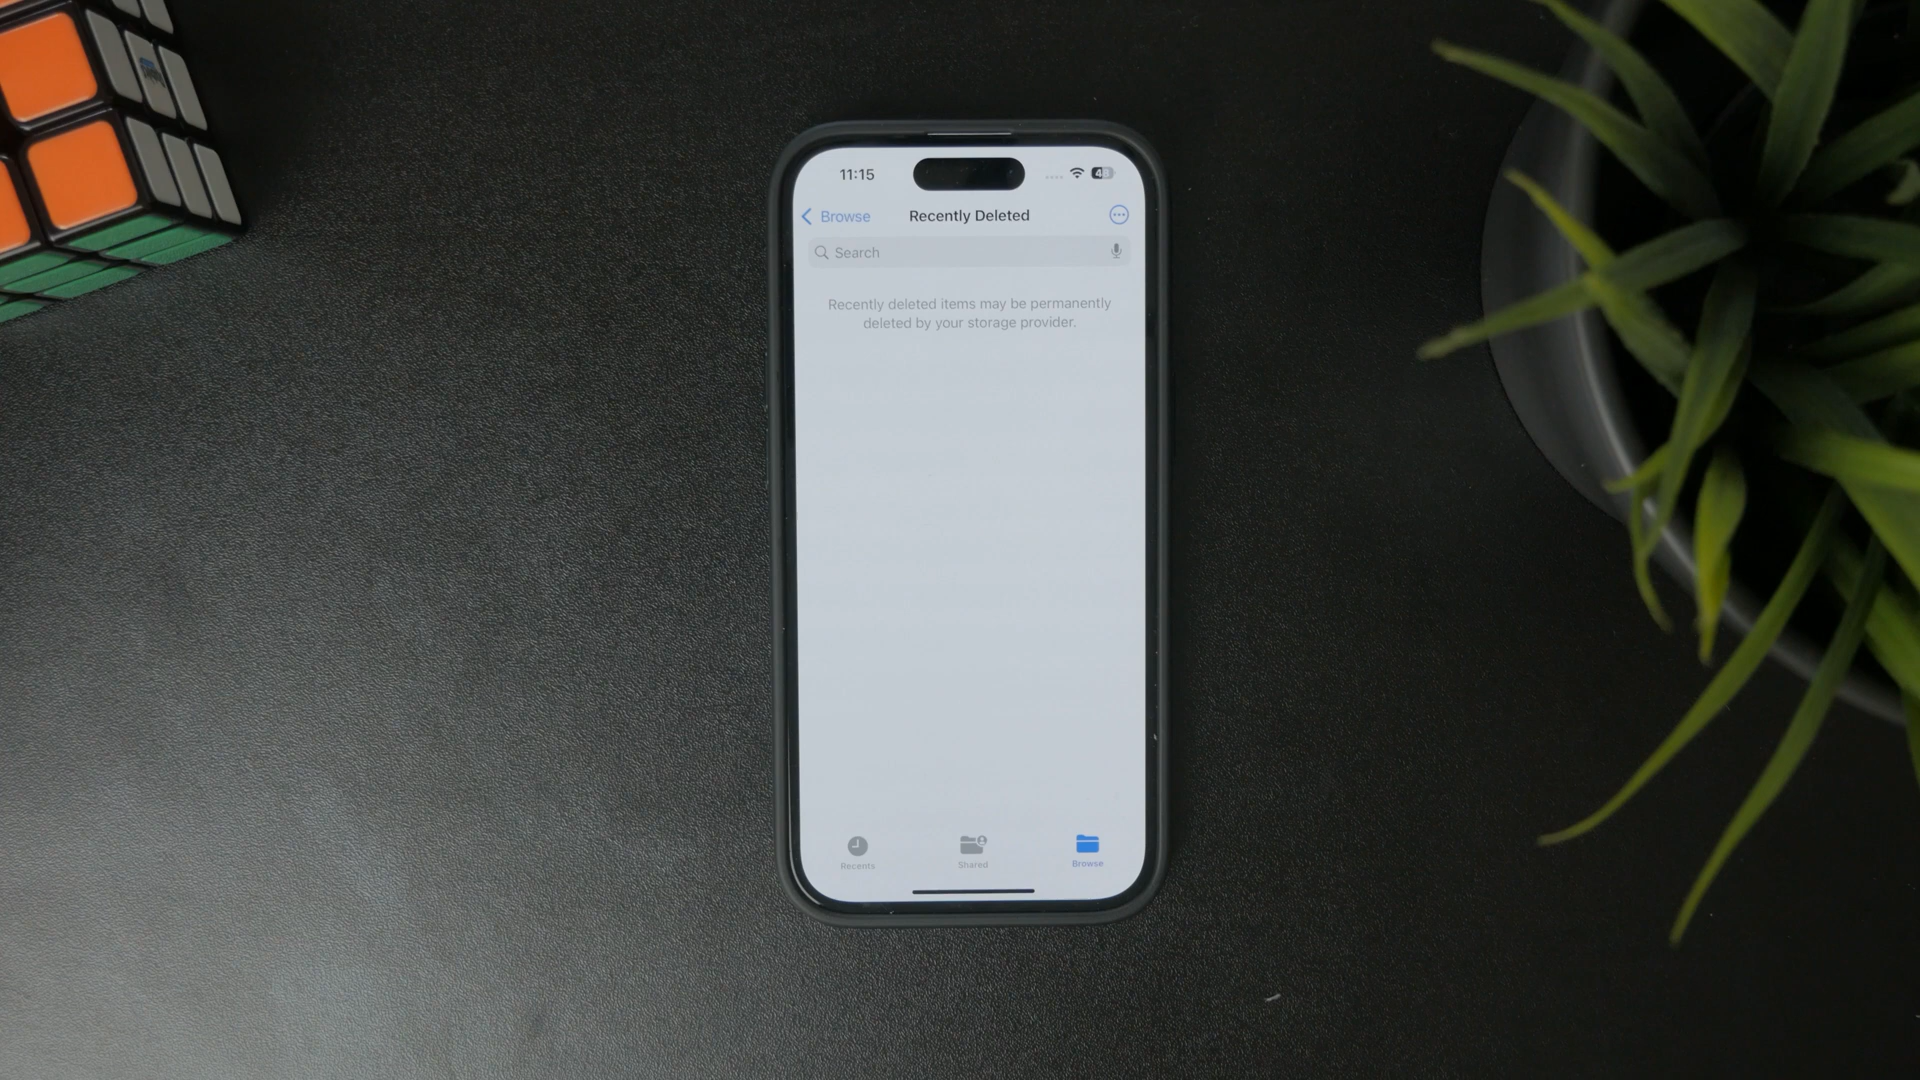 11:15
Browse
Recently Deleted
Search
Recently deleted items may be permanently
deleted by your storage provider.
Recents
Shared
Browse